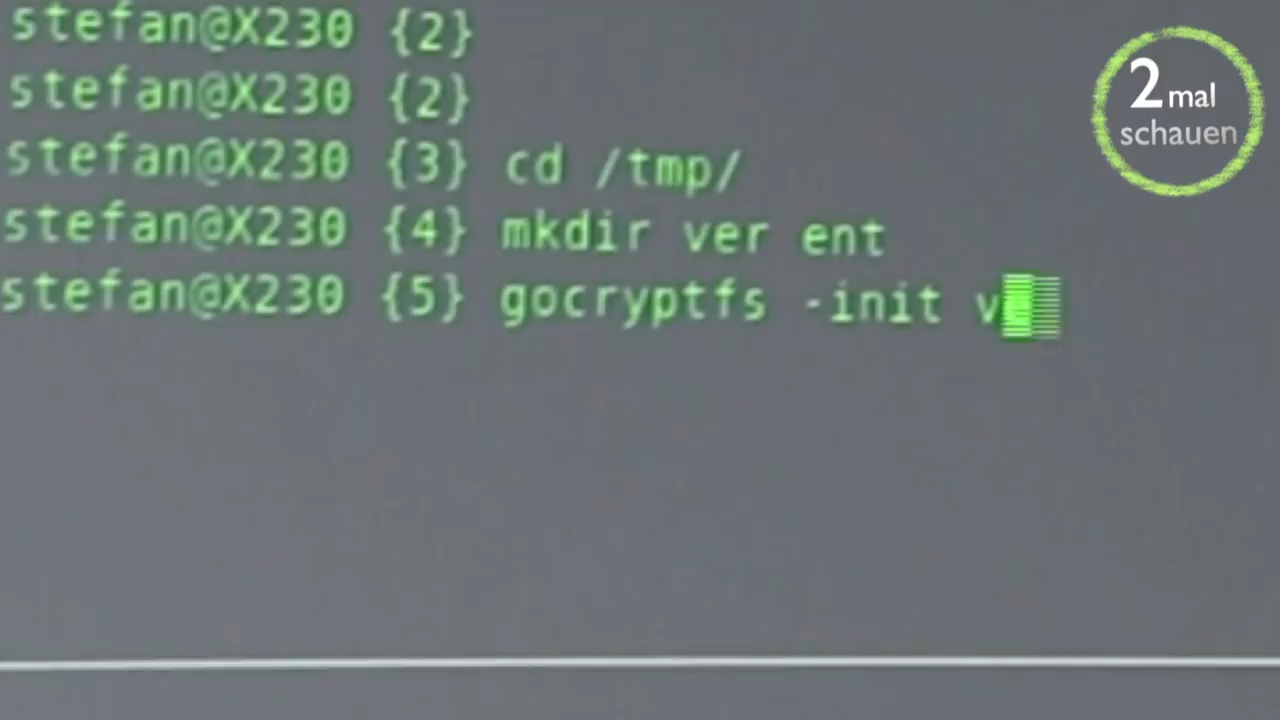 stefan@X230 {2}
stefan@X230 {2}
stefan@X230 {3} cd /tmp/
stefan@X230 {4} mkdir ver ent
stefan@X230 {5} gocryptfs -init ve
2 mal
schauen